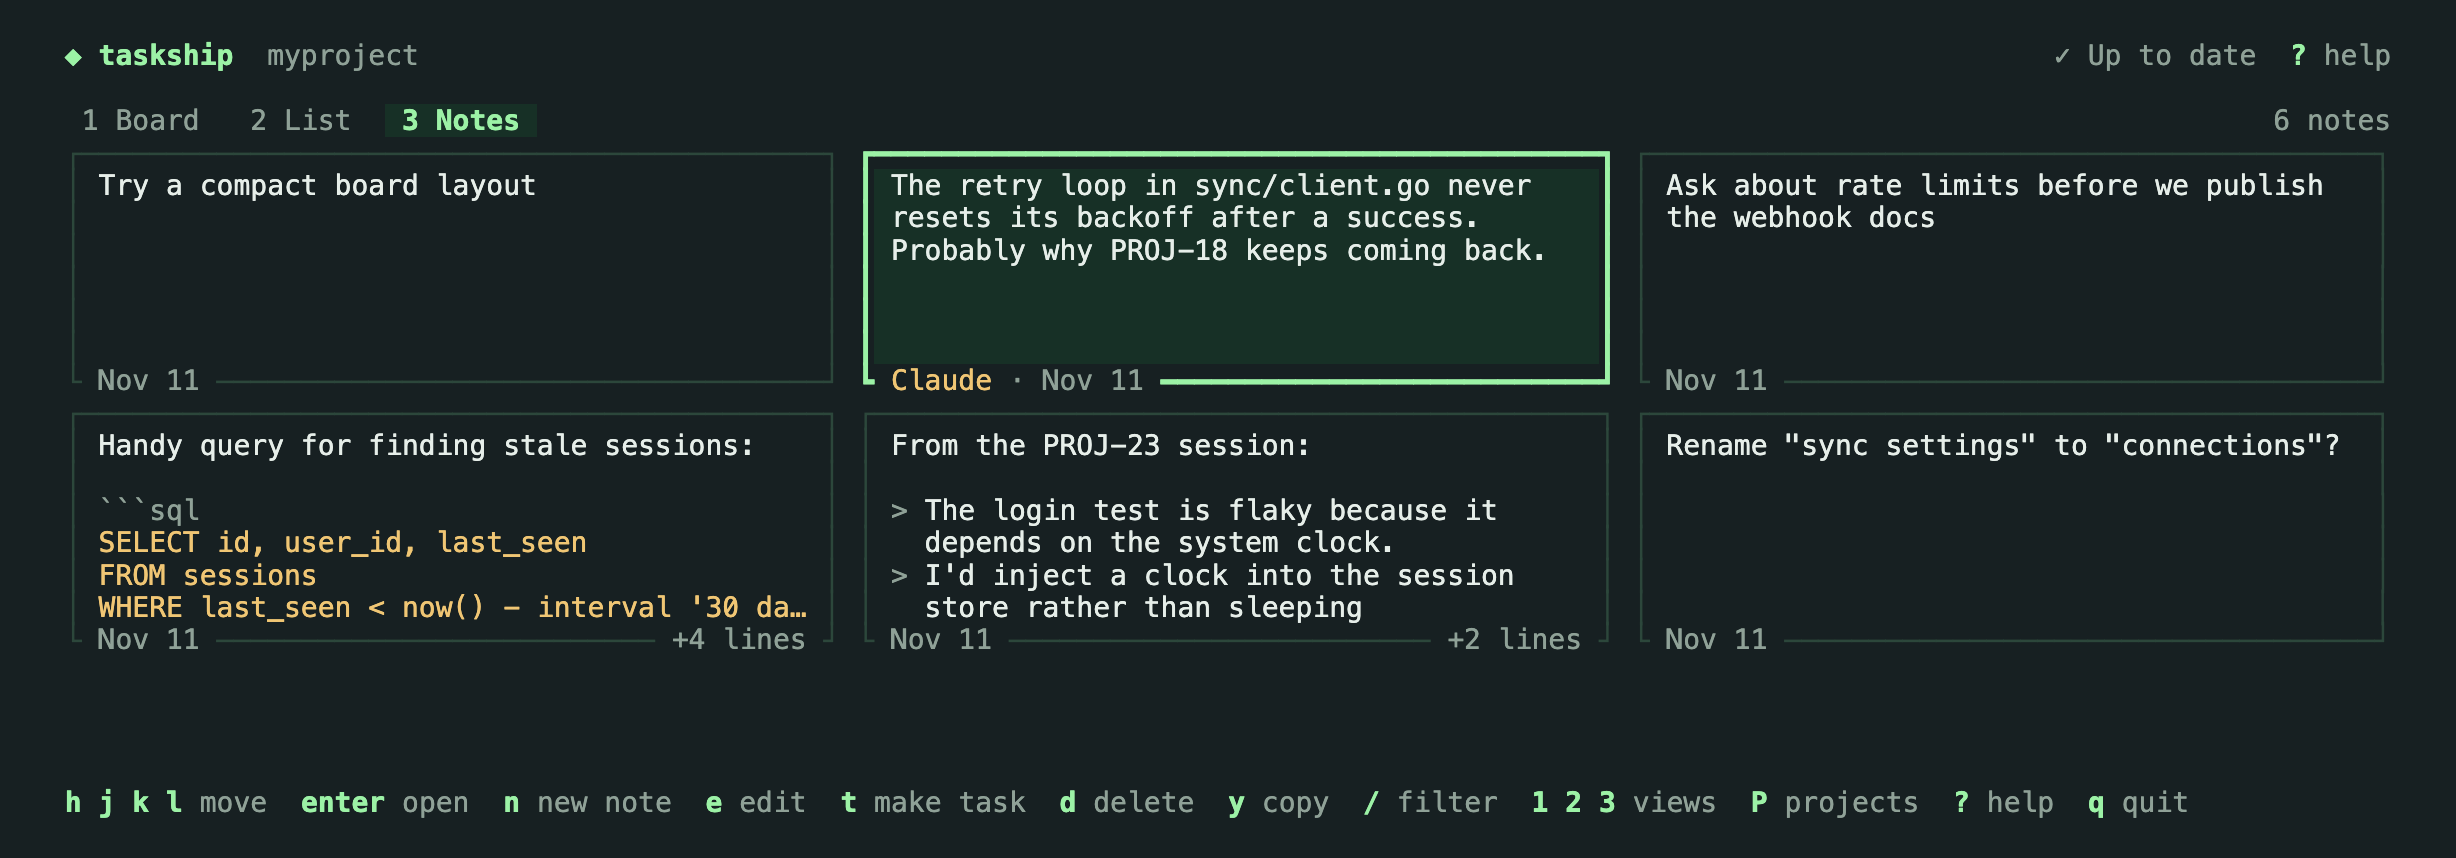 ◆ taskship myproject ✓ Up to date ? help
1 Board 2 List 3 Notes 6 notes
Try a compact board layout
Nov 11
The retry loop in sync/client.go never
resets its backoff after a success.
Probably why PROJ-18 keeps coming back.
Claude · Nov 11
Ask about rate limits before we publish
the webhook docs
Nov 11
Handy query for finding stale sessions:
```sql
SELECT id, user_id, last_seen
FROM sessions
WHERE last_seen < now() - interval '30 da…
Nov 11 +4 lines
From the PROJ-23 session:
> The login test is flaky because it
depends on the system clock.
> I'd inject a clock into the session
store rather than sleeping
Nov 11 +2 lines
Rename "sync settings" to "connections"?
Nov 11
h j k l move enter open n new note e edit t make task d delete y copy / filter 1 2 3 views P projects ? help q quit